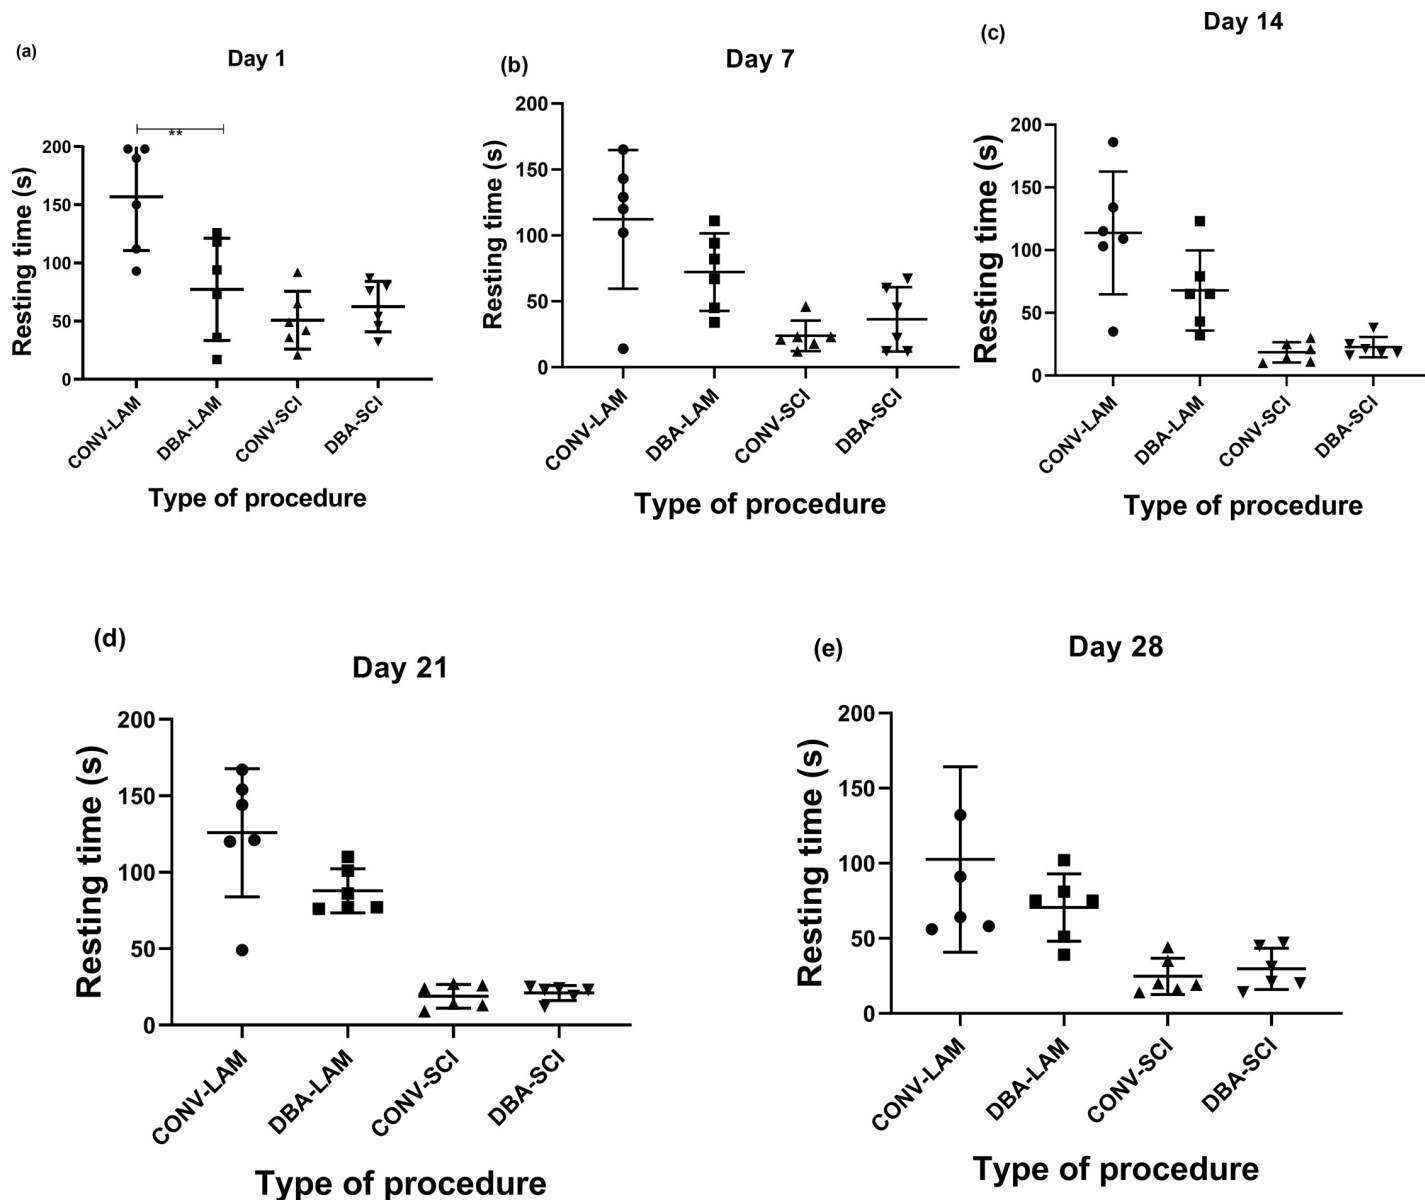 (a)
Day 1
**
Resting time (s)
200
150
100
50
0
CONV-LAM
DBA-LAM
CONV-SCI
DBA-SCI
Type of procedure
(b)
Day 7
Resting time (s)
200
150
100
50
0
CONV-LAM
DBA-LAM
CONV-SCI
DBA-SCI
Type of procedure
(c)
Day 14
Resting time (s)
200
150
100
50
0
CONV-LAM
DBA-LAM
CONV-SCI
DBA-SCI
Type of procedure
(d)
Day 21
Resting time (s)
200
150
100
50
0
CONV-LAM
DBA-LAM
CONV-SCI
DBA-SCI
Type of procedure
(e)
Day 28
Resting time (s)
200
150
100
50
0
CONV-LAM
DBA-LAM
CONV-SCI
DBA-SCI
Type of procedure